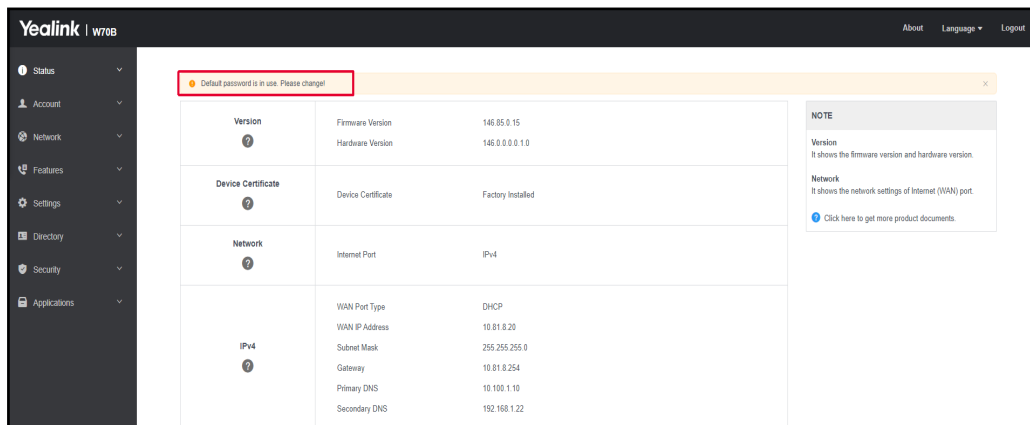 Yealink | W70B
About Language Logout
Status
Account
Network
Features
Settings
Directory
Security
Applications
Default password is in use. Please change!
Version
Firmware Version 146.85.0.15
Hardware Version 146.0.0.0.1.0
Device Certificate
Device Certificate Factory Installed
Network
Internet Port IPv4
IPv4
WAN Port Type DHCP
WAN IP Address 10.81.8.20
Subnet Mask 255.255.255.0
Gateway 10.81.8.254
Primary DNS 10.100.1.10
Secondary DNS 192.168.1.22
NOTE
Version
It shows the firmware version and hardware version.
Network
It shows the network settings of Internet (WAN) port.
Click here to get more product documents.